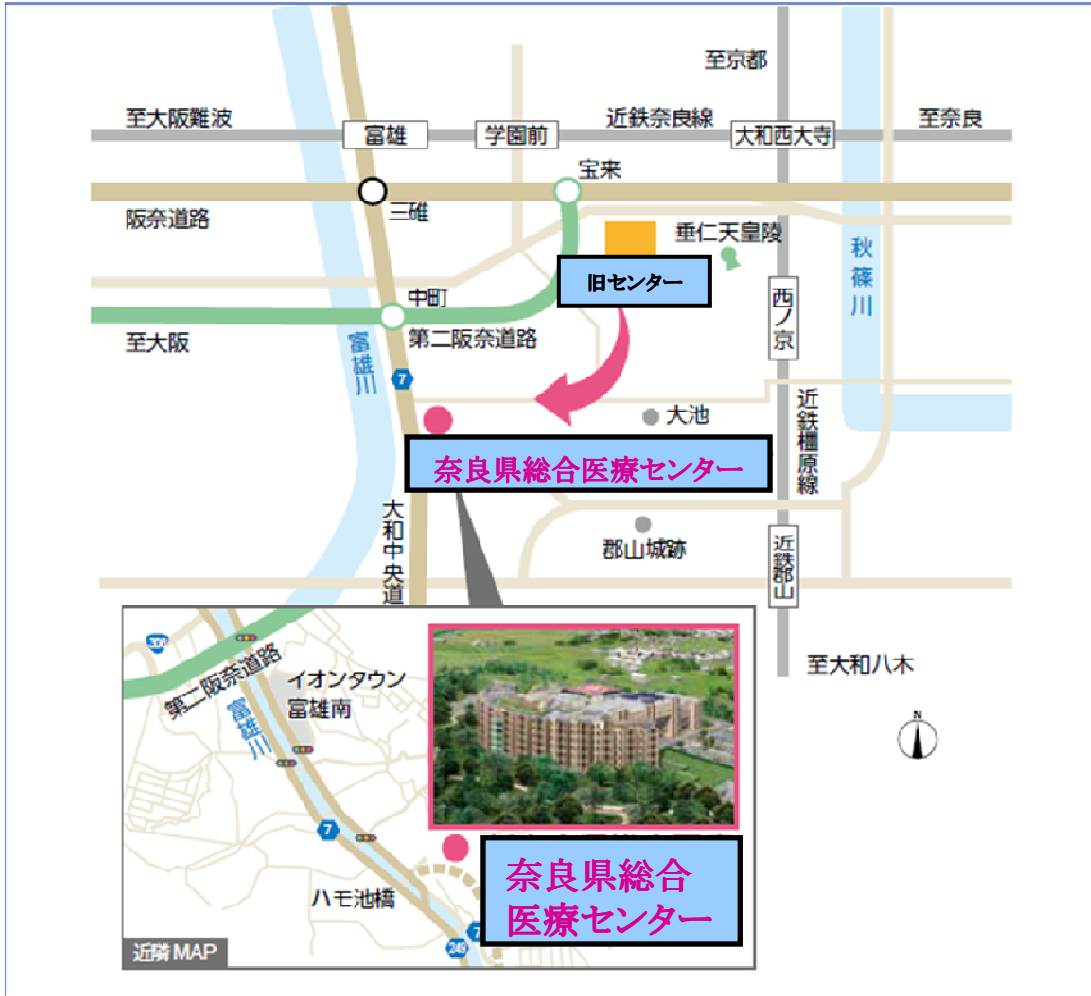 至京都
至大阪難波
富雄
学園前
近鉄奈良線
大和西大寺
至奈良
宝来
阪奈道路
三碓
垂仁天皇陵
秋篠川
旧センター
中町
西ノ京
至大阪
第二阪奈道路
富雄川
7
大池
近鉄橿原線
奈良県総合医療センター
大和中央道
郡山城跡
近鉄郡山
至大和八木
N
308
第二阪奈道路
イオンタウン
富雄南
富雄川
7
ハモ池橋
奈良県総合
医療センター
7
249
近隣MAP